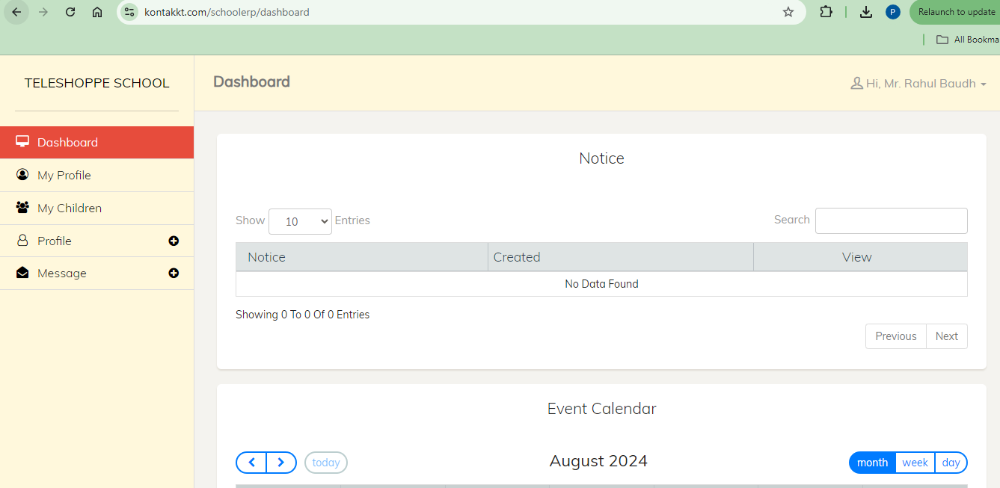 kontakkt.com/schoolerp/dashboard
P
Relaunch to update
All Bookma
TELESHOPPE SCHOOL
Dashboard
Hi, Mr. Rahul Baudh
Dashboard
My Profile
My Children
Profile
Message
Notice
Show 10 Entries
Search
Notice Created View
No Data Found
Showing 0 To 0 Of 0 Entries
Previous Next
Event Calendar
today
August 2024
month week day